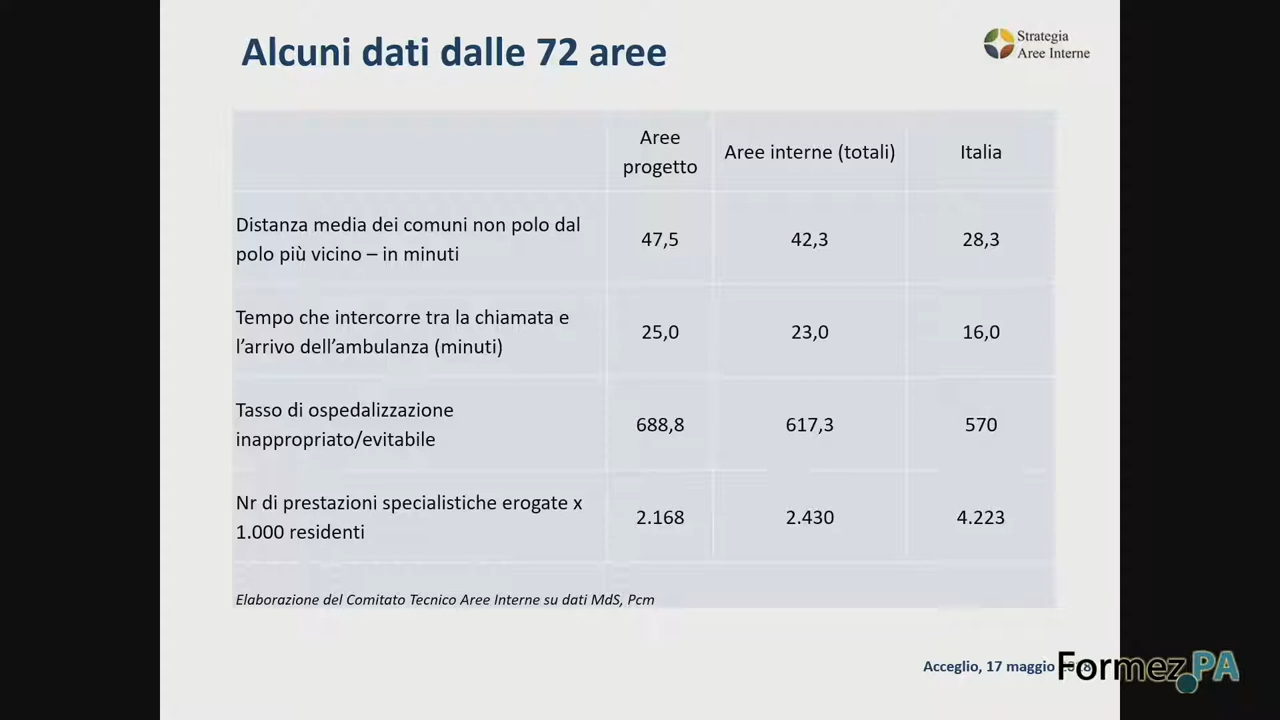 Alcuni dati dalle 72 aree
Strategia
Aree Interne
Aree
progetto
Aree interne (totali)
Italia
Distanza media dei comuni non polo dal
polo più vicino – in minuti
47,5
42,3
28,3
Tempo che intercorre tra la chiamata e
l'arrivo dell'ambulanza (minuti)
25,0
23,0
16,0
Tasso di ospedalizzazione
inappropriato/evitabile
688,8
617,3
570
Nr di prestazioni specialistiche erogate x
1.000 residenti
2.168
2.430
4.223
Elaborazione del Comitato Tecnico Aree Interne su dati MdS, Pcm
Acceglio, 17 maggio
Formez.PA